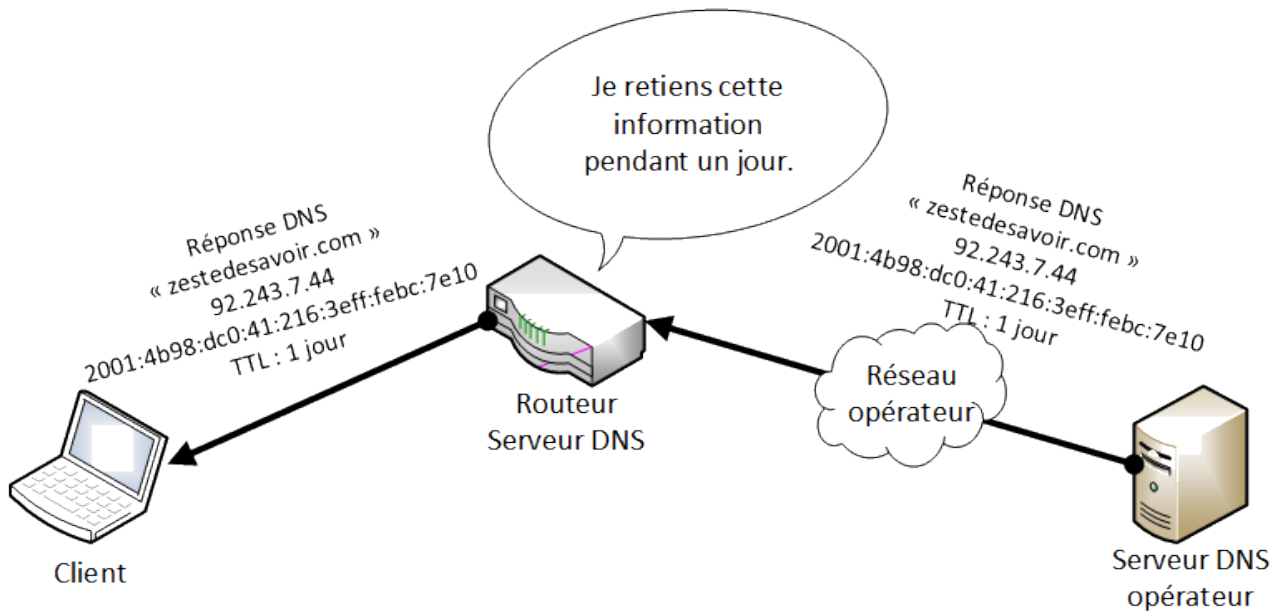 Je retiens cette
information
pendant un jour.
Réponse DNS
« zestedesavoir.com »
92.243.7.44
2001:4b98:dc0:41:216:3eff:febc:7e10
TTL : 1 jour
Réponse DNS
« zestedesavoir.com »
92.243.7.44
2001:4b98:dc0:41:216:3eff:febc:7e10
TTL : 1 jour
Réseau
opérateur
Routeur
Serveur DNS
Client
Serveur DNS
opérateur